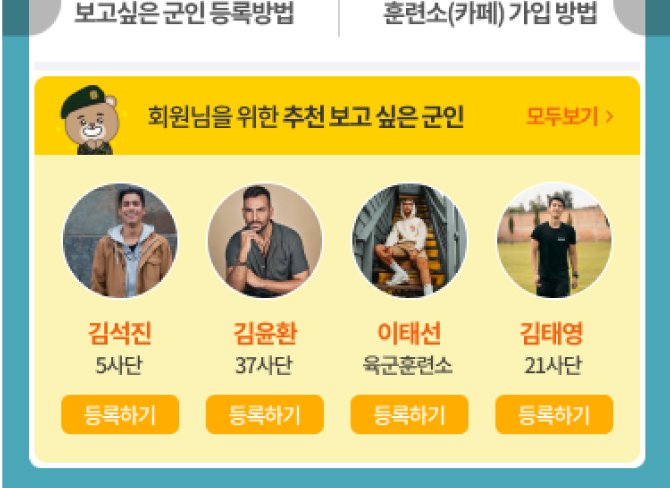 보고싶은 군인 등록방법
훈련소(카페) 가입 방법
회원님을 위한 추천 보고 싶은 군인
모두보기 >
김석진
김윤환
이태선
김태영
5사단
37사단
육군훈련소
21사단
등록하기
등록하기
등록하기
등록하기